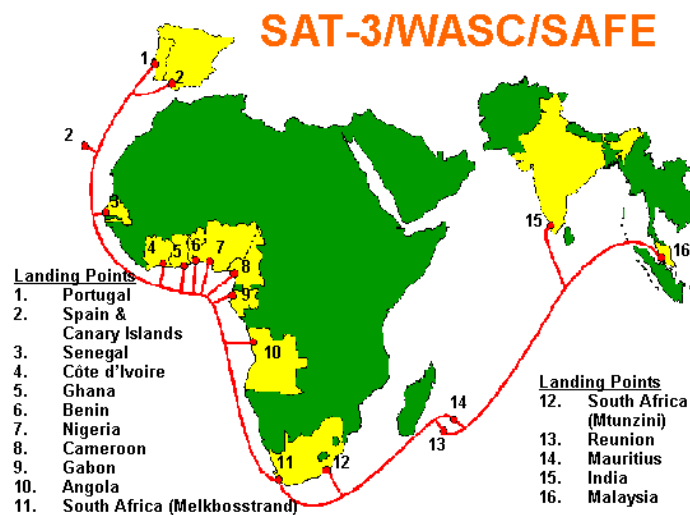 SAT-3/WASC/SAFE
1
2
2
3
4
5
6
7
8
9
10
11
12
13
14
15
16
Landing Points
1. Portugal
2. Spain &
Canary Islands
3. Senegal
4. Côte d'Ivoire
5. Ghana
6. Benin
7. Nigeria
8. Cameroon
9. Gabon
10. Angola
11. South Africa (Melkbosstrand)
Landing Points
12. South Africa
(Mtunzini)
13. Reunion
14. Mauritius
15. India
16. Malaysia